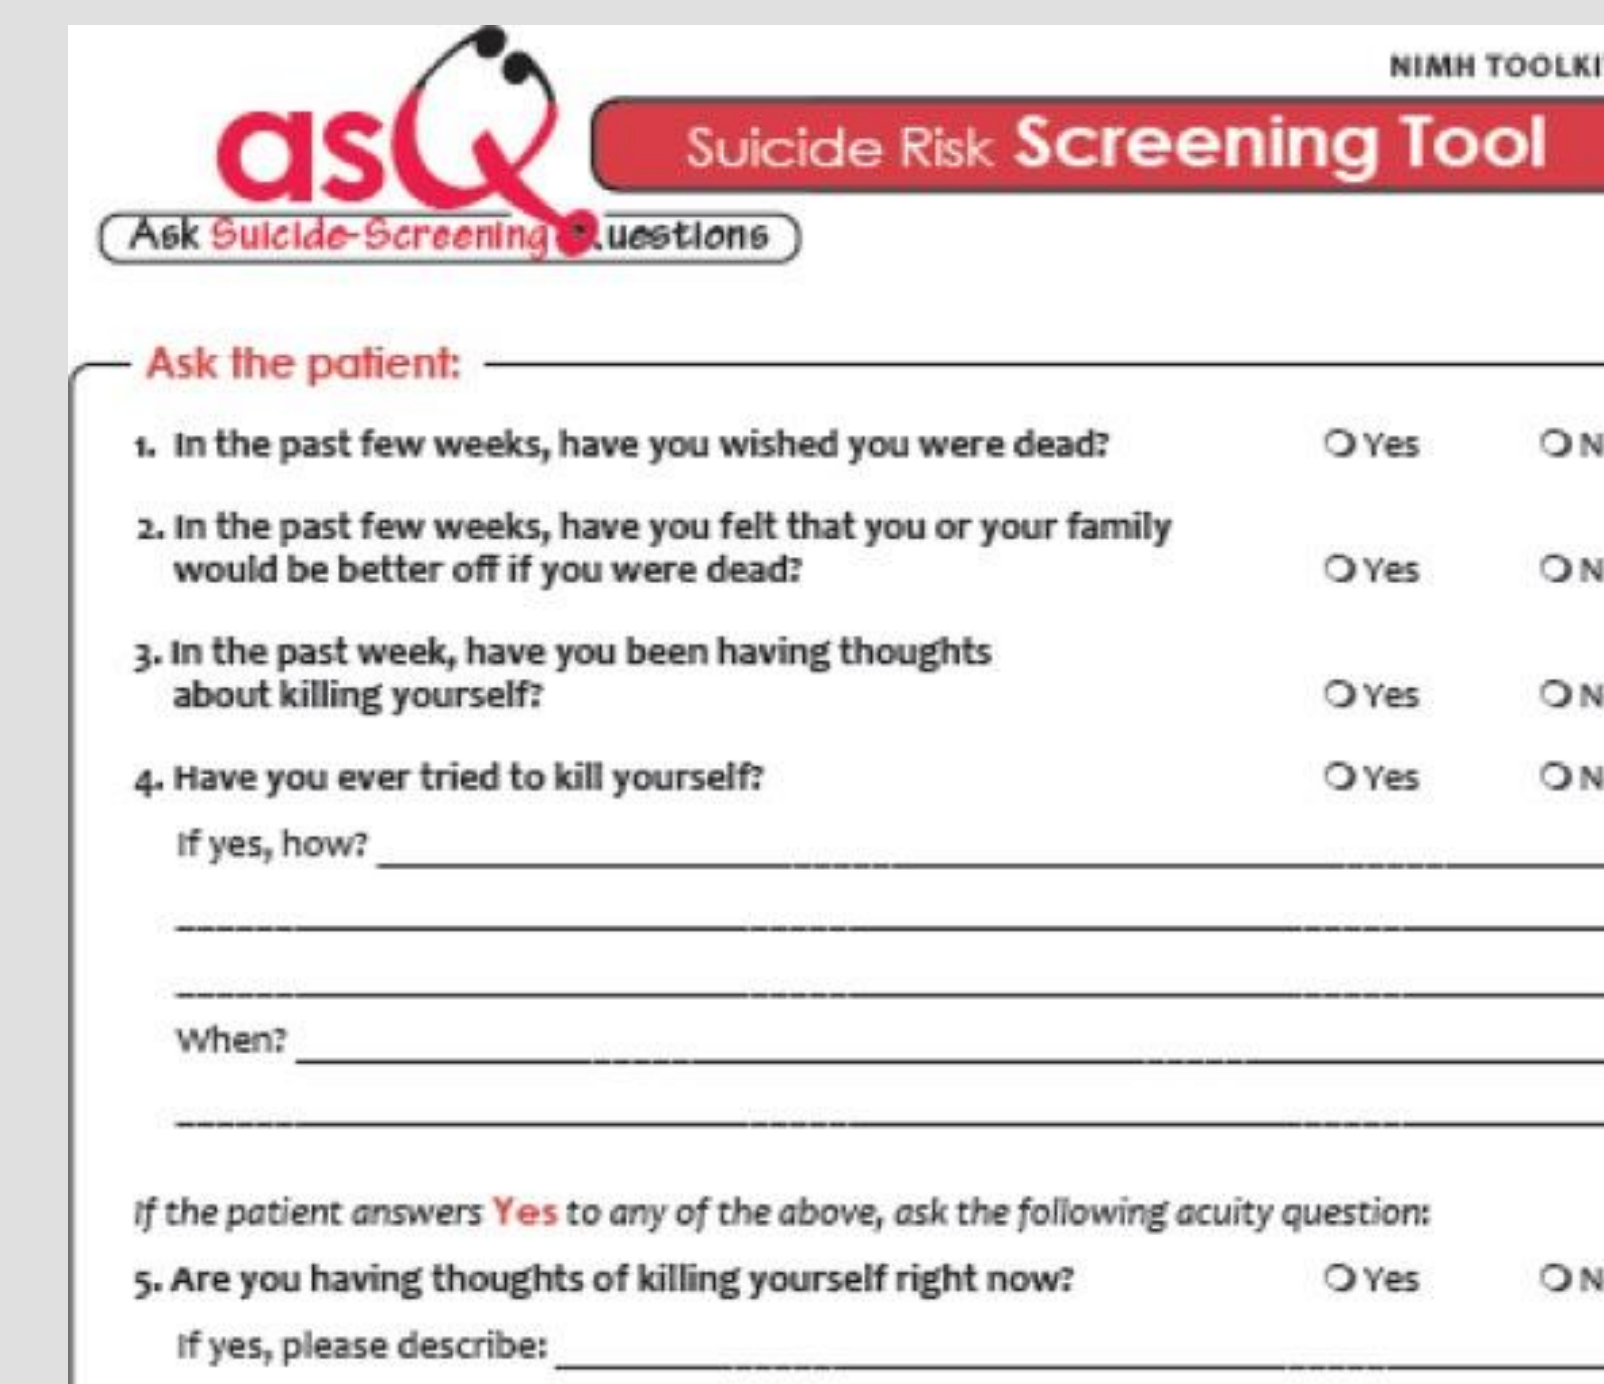 NIMH TOOLKI
asQ
Suicide Risk Screening Tool
Ask Suicide-Screening Questions
Ask the patient:
1. In the past few weeks, have you wished you were dead? Yes N
2. In the past few weeks, have you felt that you or your family
would be better off if you were dead? Yes N
3. In the past week, have you been having thoughts
about killing yourself? Yes N
4. Have you ever tried to kill yourself? Yes N
If yes, how?
When?
If the patient answers Yes to any of the above, ask the following acuity question:
5. Are you having thoughts of killing yourself right now? Yes N
If yes, please describe: